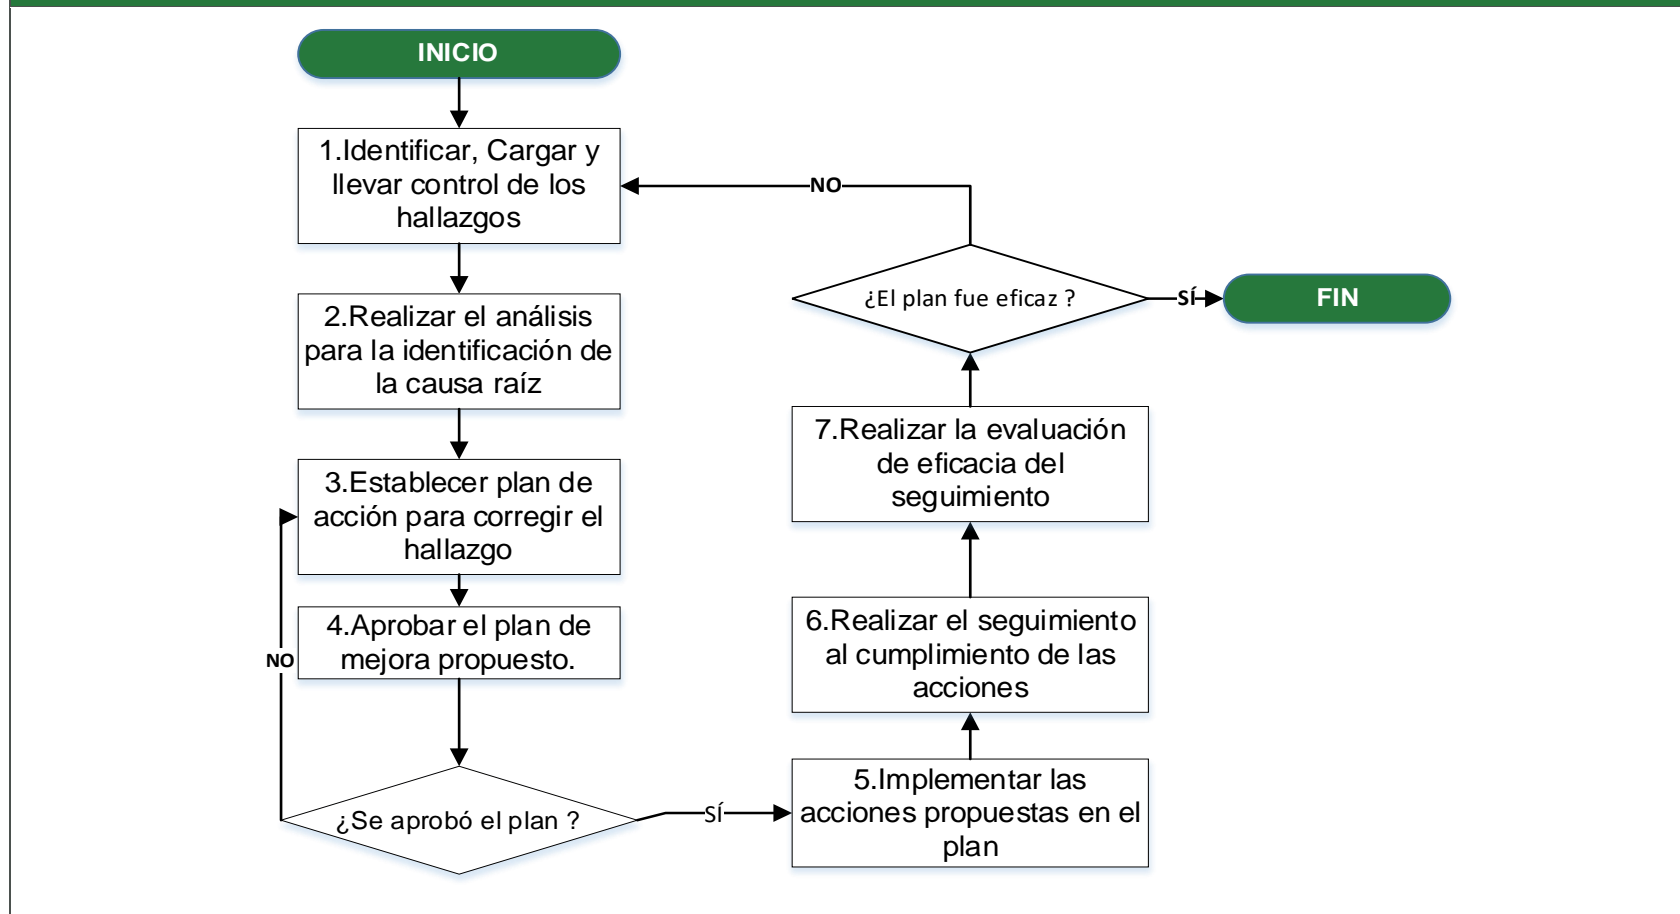 INICIO
1.Identificar, Cargar y
llevar control de los
hallazgos
2.Realizar el análisis
para la identificación de
la causa raíz
3.Establecer plan de
acción para corregir el
hallazgo
4.Aprobar el plan de
mejora propuesto.
NO
¿Se aprobó el plan ?
SÍ
5.Implementar las
acciones propuestas en el
plan
6.Realizar el seguimiento
al cumplimiento de las
acciones
7.Realizar la evaluación
de eficacia del
seguimiento
¿El plan fue eficaz ?
NO
SÍ
FIN